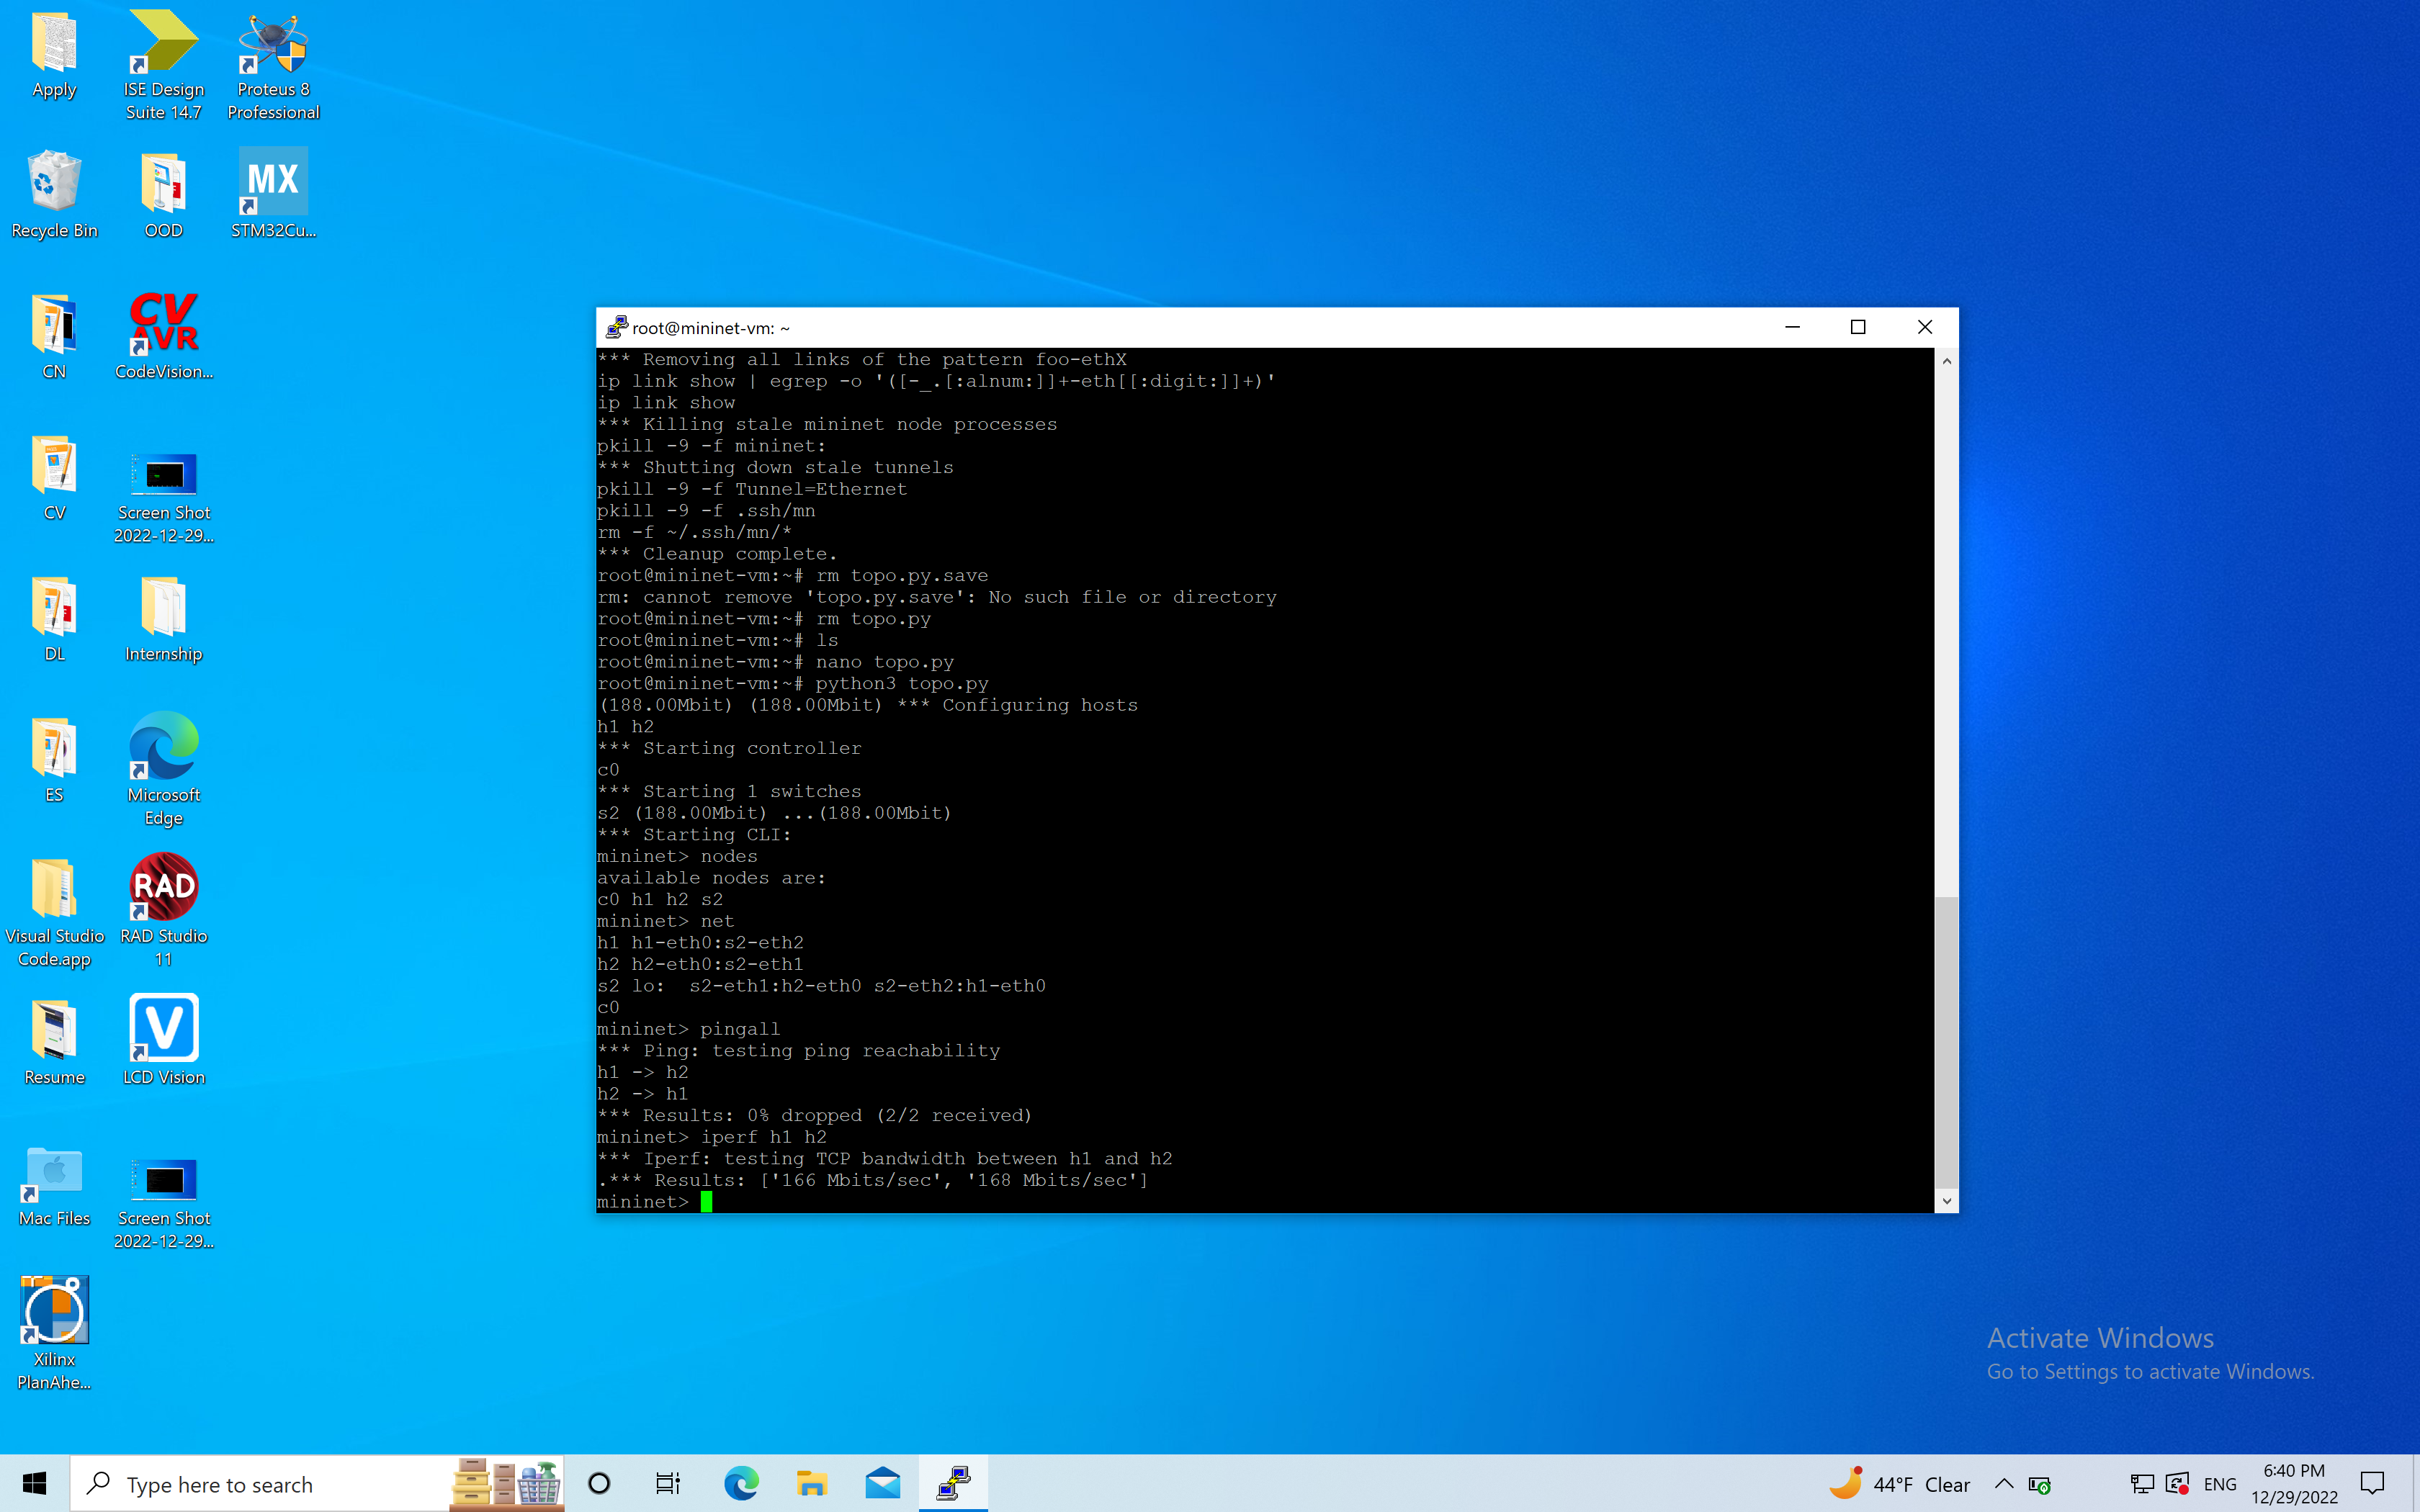 Apply
ISE Design
Suite 14.7
Proteus 8
Professional
Recycle Bin
OOD
MX
STM32Cu...
CN
CV
AVR
CodeVision...
CV
Screen Shot
2022-12-29...
DL
Internship
ES
Microsoft
Edge
Visual Studio
Code.app
RAD
RAD Studio
11
Resume
V
LCD Vision
Mac Files
Screen Shot
2022-12-29...
Xilinx
PlanAhe...
root@mininet-vm: ~
*** Removing all links of the pattern foo-ethX
ip link show | egrep -o '([-_.[:alnum:]]+-eth[[:digit:]]+)'
ip link show
*** Killing stale mininet node processes
pkill -9 -f mininet:
*** Shutting down stale tunnels
pkill -9 -f Tunnel=Ethernet
pkill -9 -f .ssh/mn
rm -f ~/.ssh/mn/*
*** Cleanup complete.
root@mininet-vm:~# rm topo.py.save
rm: cannot remove 'topo.py.save': No such file or directory
root@mininet-vm:~# rm topo.py
root@mininet-vm:~# ls
root@mininet-vm:~# nano topo.py
root@mininet-vm:~# python3 topo.py
(188.00Mbit) (188.00Mbit) *** Configuring hosts
h1 h2
*** Starting controller
c0
*** Starting 1 switches
s2 (188.00Mbit) ...(188.00Mbit)
*** Starting CLI:
mininet> nodes
available nodes are:
c0 h1 h2 s2
mininet> net
h1 h1-eth0:s2-eth2
h2 h2-eth0:s2-eth1
s2 lo:  s2-eth1:h2-eth0 s2-eth2:h1-eth0
c0
mininet> pingall
*** Ping: testing ping reachability
h1 -> h2
h2 -> h1
*** Results: 0% dropped (2/2 received)
mininet> iperf h1 h2
*** Iperf: testing TCP bandwidth between h1 and h2
.*** Results: ['166 Mbits/sec', '168 Mbits/sec']
mininet>
Activate Windows
Go to Settings to activate Windows.
Type here to search
44°F Clear
ENG
6:40 PM
12/29/2022